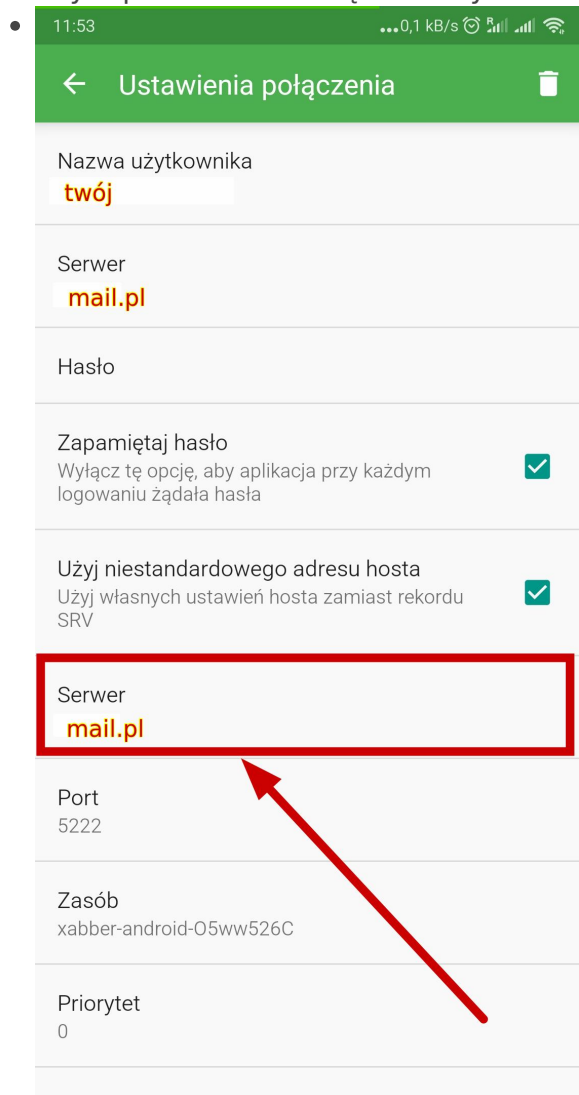 11:53
...0,1 kB/s R
Ustawienia połączenia
Nazwa użytkownika
twój
Serwer
mail.pl
Hasło
Zapamiętaj hasło
Wyłącz tę opcję, aby aplikacja przy każdym
logowaniu żądała hasła
Użyj niestandardowego adresu hosta
Użyj własnych ustawień hosta zamiast rekordu
SRV
Serwer
mail.pl
Port
5222
Zasób
xabber-android-O5ww526C
Priorytet
0